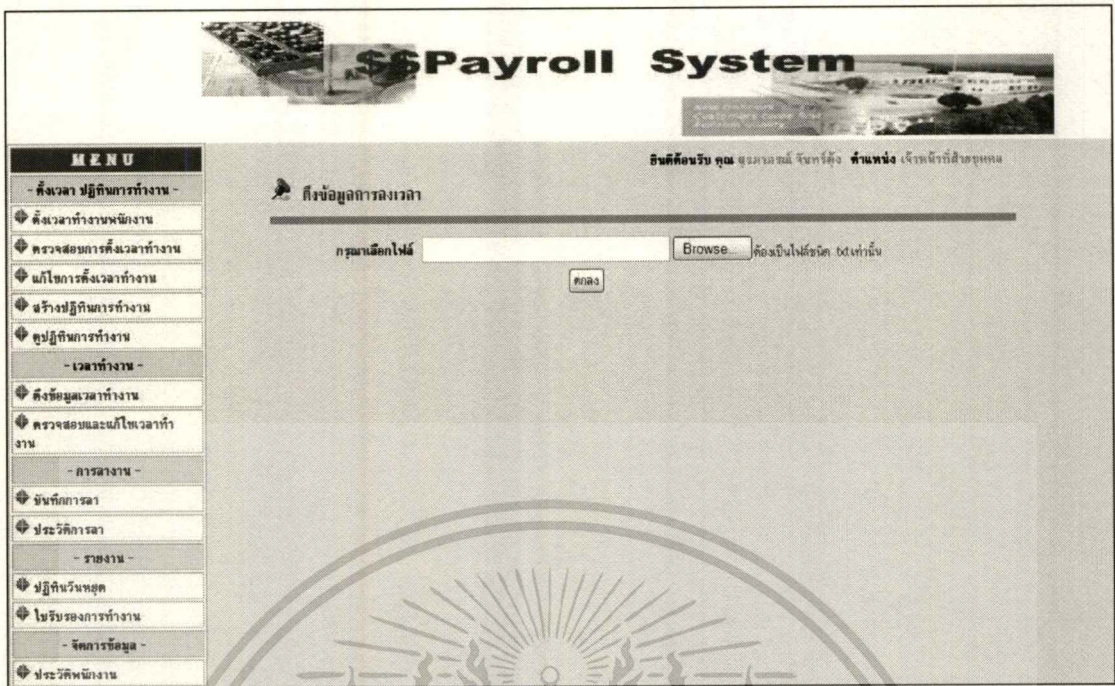 $$Payroll System
MENU
ยินดีต้อนรับ คุณ สุรภาภรณ์ จันทร์คุ้ง ตำแหน่ง เจ้าหน้าที่ฝ่ายบุคคล
- ตั้งเวลา ปฏิทินการทำงาน -
ดึงข้อมูลการลงเวลา
ตั้งเวลาทำงานพนักงาน
ตรวจสอบการตั้งเวลาทำงาน
กรุณาเลือกไฟล์ Browse... ต้องเป็นไฟล์ชนิด .txt เท่านั้น
แก้ไขการตั้งเวลาทำงาน
ตกลง
สร้างปฏิทินการทำงาน
ดูปฏิทินการทำงาน
- เวลาทำงาน -
ดึงข้อมูลเวลาทำงาน
ตรวจสอบและแก้ไขเวลาทำ
งาน
- การลางาน -
บันทึกการลา
ประวัติการลา
- รายงาน -
ปฏิทินวันหยุด
ใบรับรองการทำงาน
- จัดการข้อมูล -
ประวัติพนักงาน